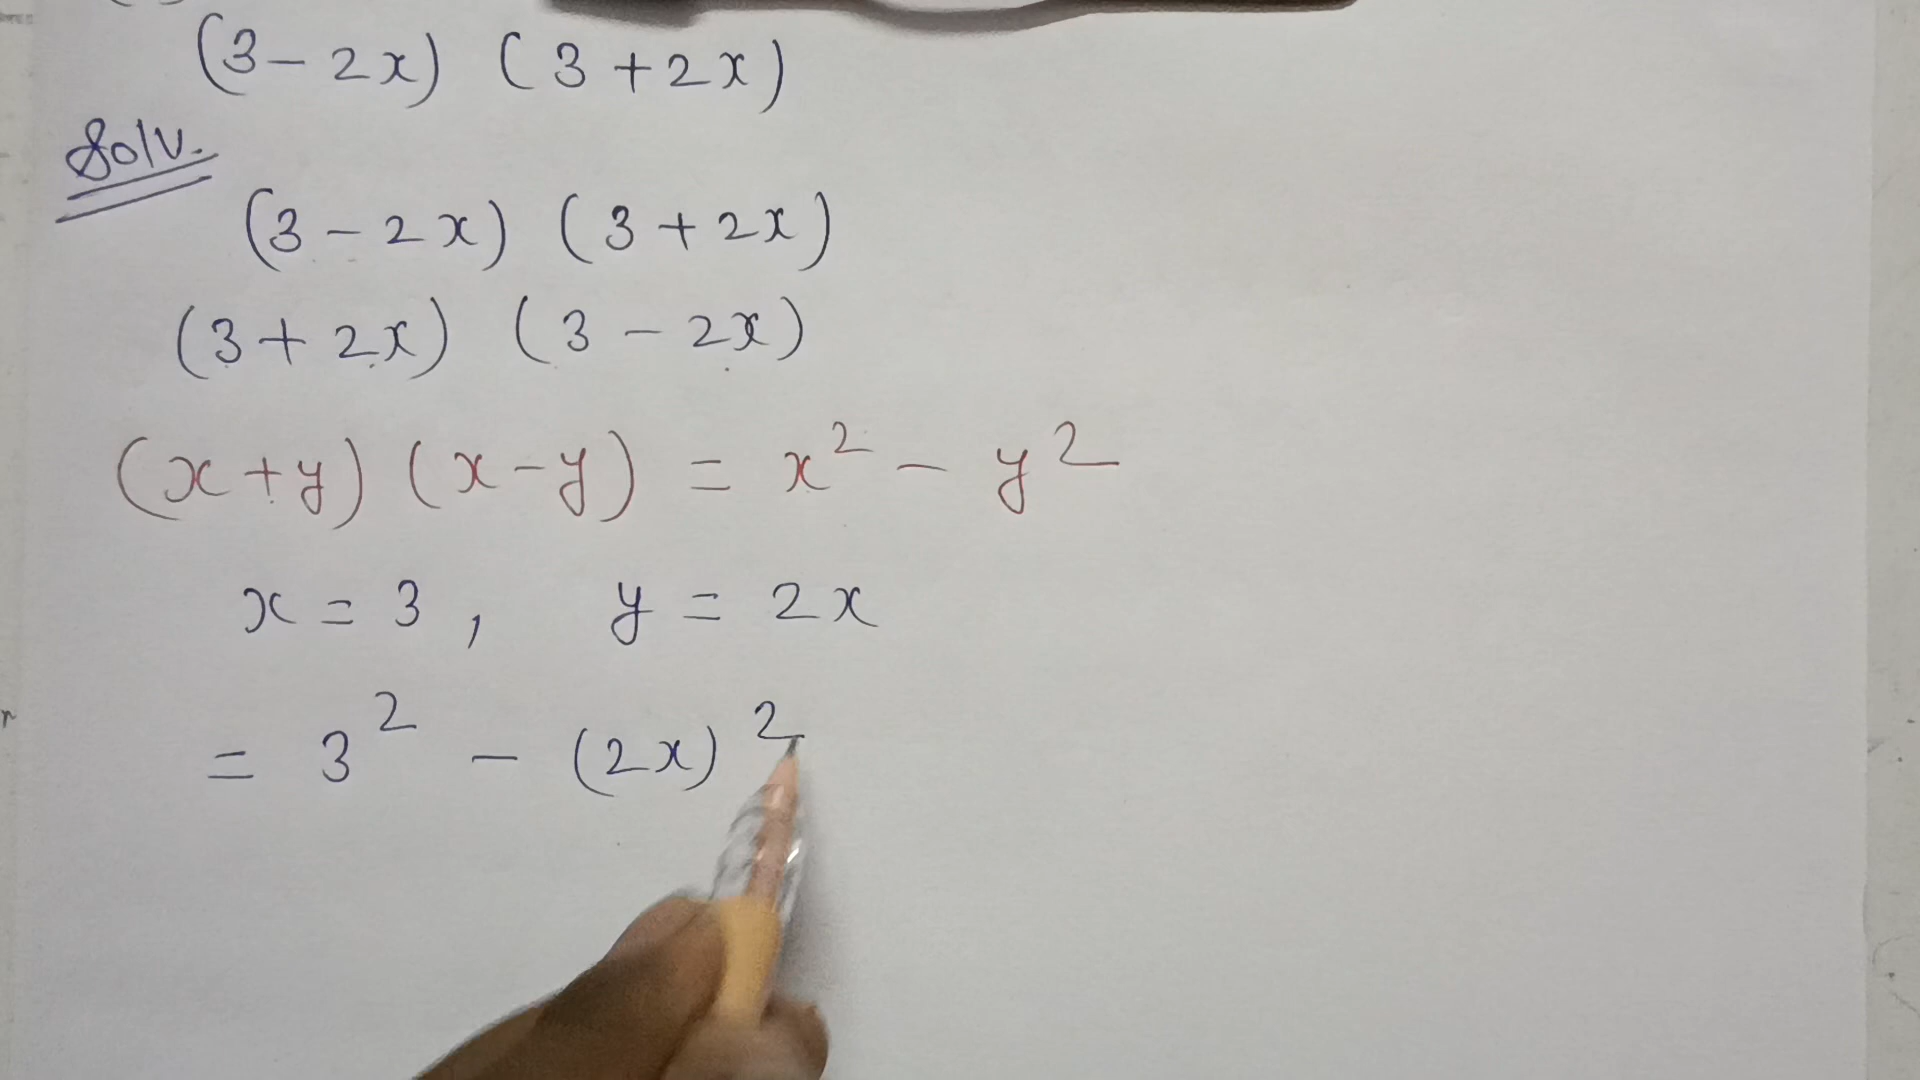 (3-2x) (3+2x)
Solv.
(3-2x) (3+2x)
(3+2x) (3-2x)
(x+y) (x-y) = x² - y²
x = 3, y = 2x
= 3² - (2x)²